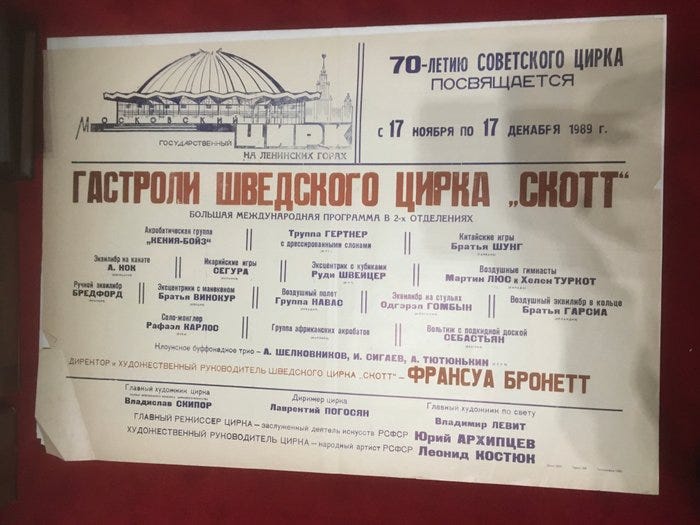 70-ЛЕТИЮ СОВЕТСКОГО ЦИРКА
ПОСВЯЩАЕТСЯ
С 17 НОЯБРЯ ПО 17 ДЕКАБРЯ 1989 г.
МОСКОВСКИЙ
ГОСУДАРСТВЕННЫЙ ЦИРК
НА ЛЕНИНСКИХ ГОРАХ
ГАСТРОЛИ ШВЕДСКОГО ЦИРКА „СКОТТ"
БОЛЬШАЯ МЕЖДУНАРОДНАЯ ПРОГРАММА В 2-х ОТДЕЛЕНИЯХ
Акробатическая группа
„КЕНИЯ-БОЙЗ"
Труппа ГЕРТНЕР
с дрессированными слонами
Китайские игры
Братья ШУНГ
Эквилибр на канате
А. НОК
Икарийские игры
СЕГУРА
Эксцентрик с кубиками
Руди ШВЕЙЦЕР
Воздушные гимнасты
Мартин ЛЮС и Хелен ТУРКОТ
Ручной эквилибр
БРЕДФОРД
Эксцентрики с манекеном
Братья ВИНОКУР
Воздушный полет
Группа НАВАС
Эквилибр на стульях
Одгэрэл ГОМБЫН
Воздушный эквилибр в кольце
Братья ГАРСИА
Соло-жонглер
Рафаэл КАРЛОС
Группа африканских акробатов
Вольтиж с подкидной доской
СЕБАСТЬЯН
Клоунское буффонадное трио – А. ШЕЛКОВНИКОВ, И. СИГАЕВ, А. ТЮТЮНЬКИН
ДИРЕКТОР и ХУДОЖЕСТВЕННЫЙ РУКОВОДИТЕЛЬ ШВЕДСКОГО ЦИРКА „СКОТТ" – ФРАНСУА БРОНЕТТ
Главный художник цирка
Владислав СКИПОР
Дирижер цирка
Лаврентий ПОГОСЯН
Главный художник по свету
Владимир ЛЕВИТ
ГЛАВНЫЙ РЕЖИССЕР ЦИРКА – заслуженный деятель искусств РСФСР Юрий АРХИПЦЕВ
ХУДОЖЕСТВЕННЫЙ РУКОВОДИТЕЛЬ ЦИРКА – народный артист РСФСР Леонид КОСТЮК